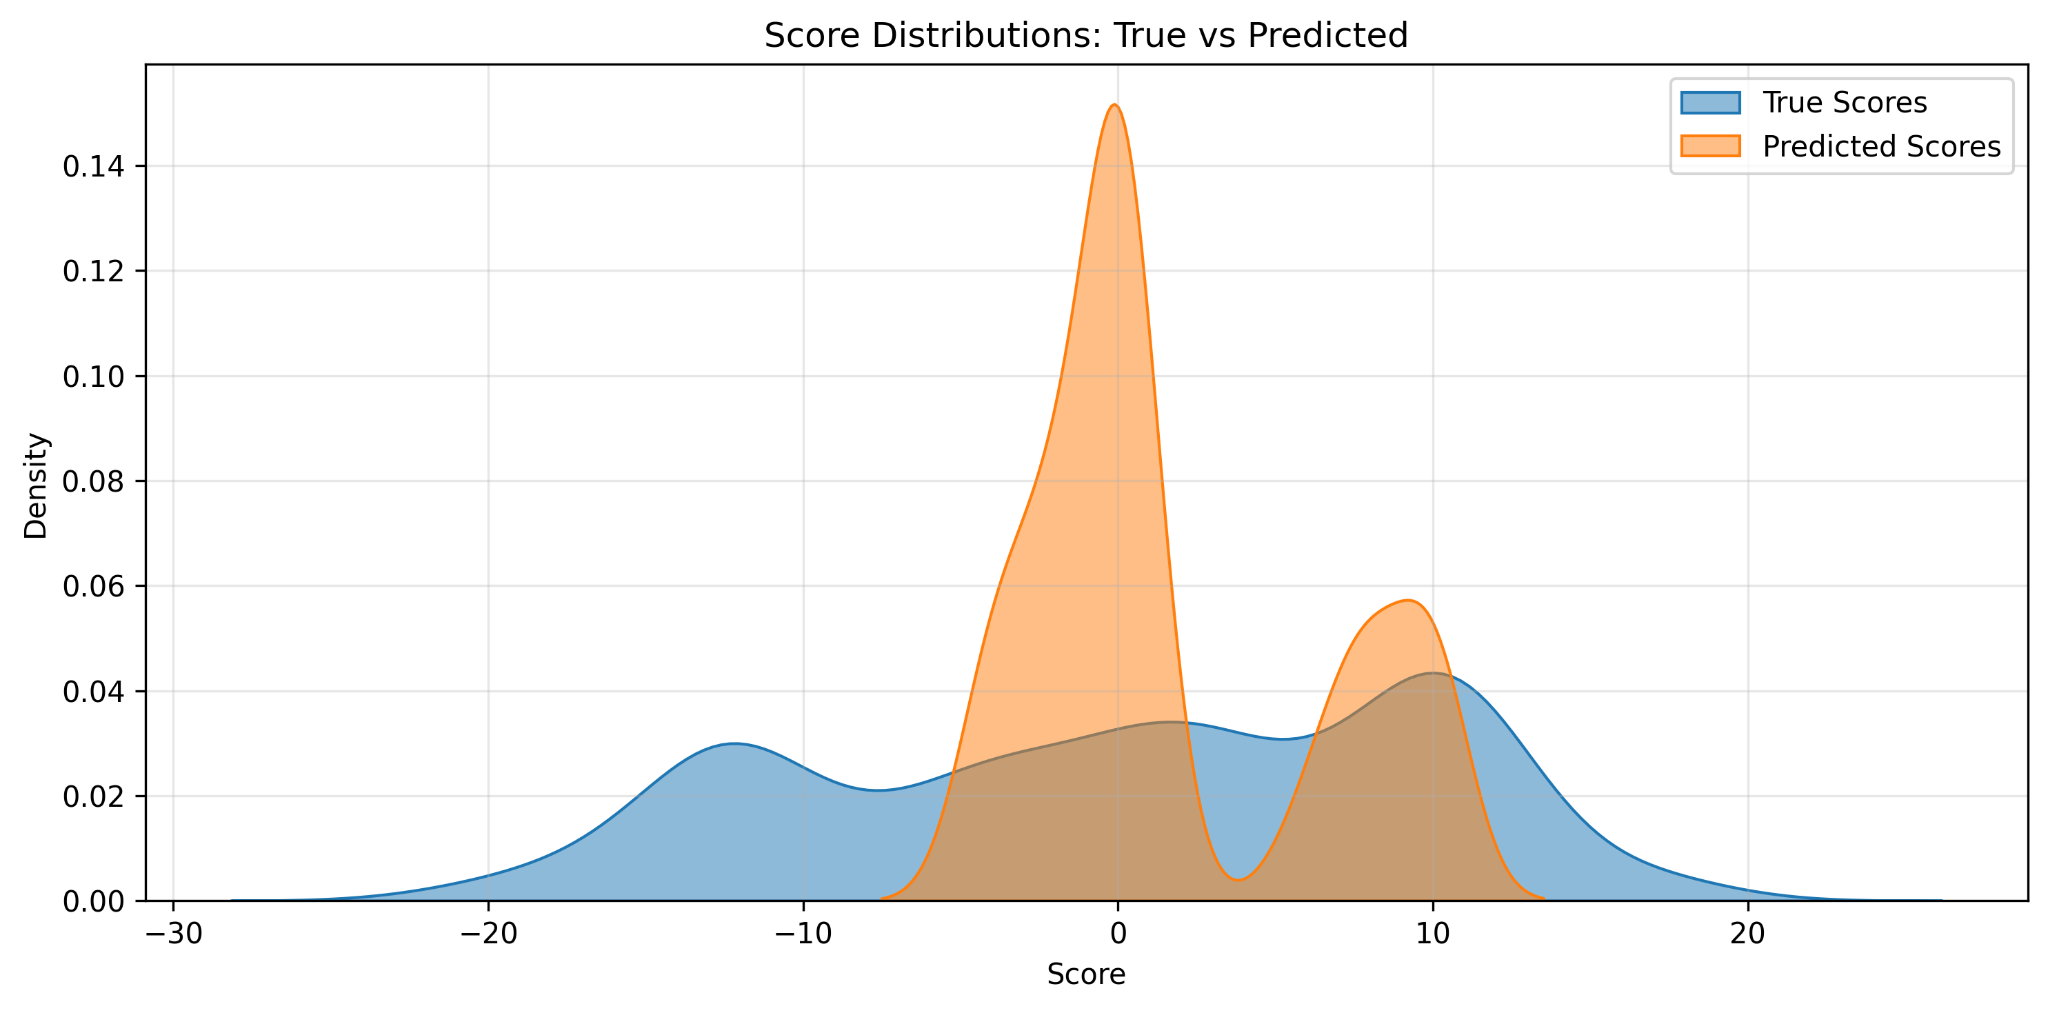 Score Distributions: True vs Predicted
True Scores
Predicted Scores
Density
0.14
0.12
0.10
0.08
0.06
0.04
0.02
0.00
−30 −20 −10 0 10 20
Score